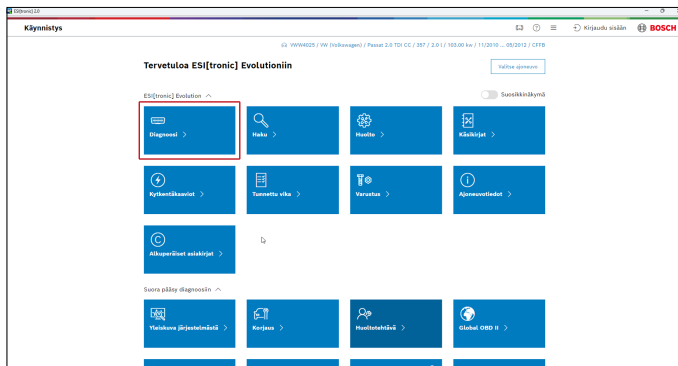 ESI[tronic] 2.0
Käynnistys
Kirjaudu sisään
BOSCH
VWW4025 / VW (Volkswagen) / Passat 2.0 TDI CC / 357 / 2.0 l / 103.00 kw / 11/2010 ... 05/2012 / CFFB
Tervetuloa ESI[tronic] Evolutioniin
Valitse ajoneuvo
ESI[tronic] Evolution
Suosikkinäkymä
Diagnoosi >
Haku >
Huolto >
Käsikirjat >
Kytkentäkaaviot >
Tunnettu vika >
Varustus >
Ajoneuvotiedot >
Alkuperäiset asiakirjat >
Suora pääsy diagnoosiin
Yleiskuva järjestelmästä >
Korjaus >
Huoltotehtävä >
Global OBD II >